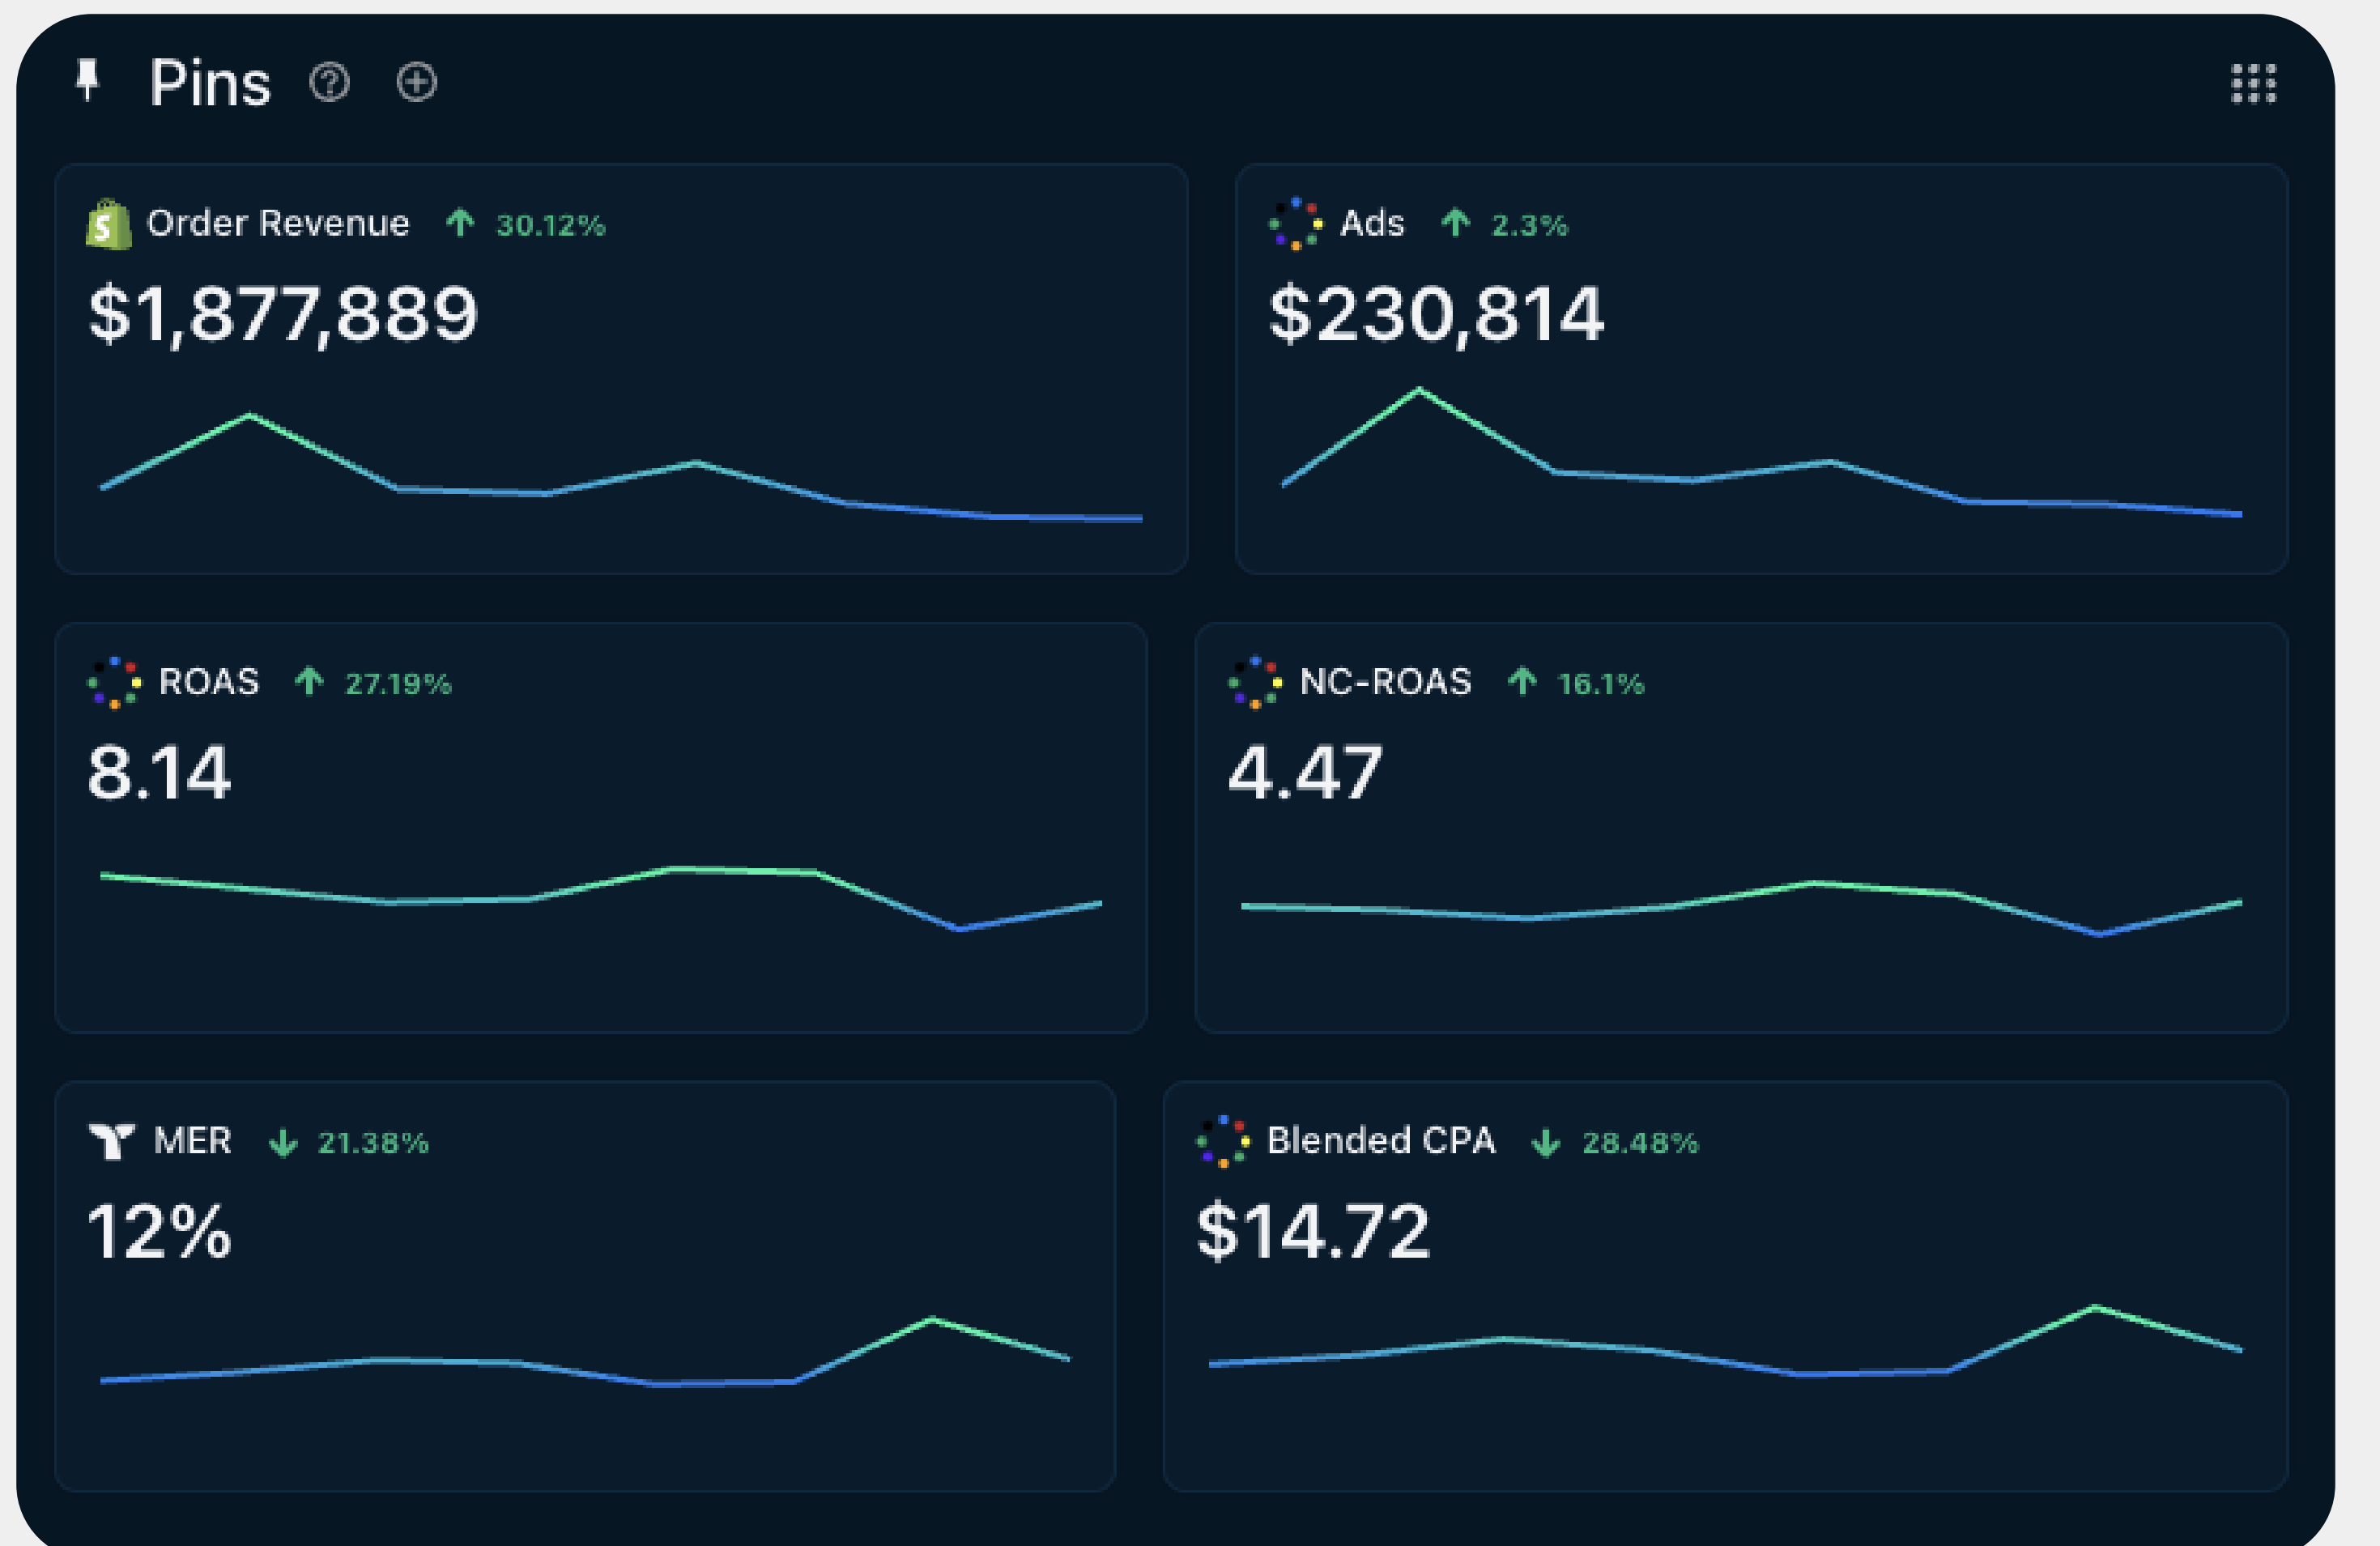 Pins
Order Revenue ↑ 30.12%
$1,877,889
Ads ↑ 2.3%
$230,814
ROAS ↑ 27.19%
8.14
NC-ROAS ↑ 16.1%
4.47
MER ↓ 21.38%
12%
Blended CPA ↓ 28.48%
$14.72